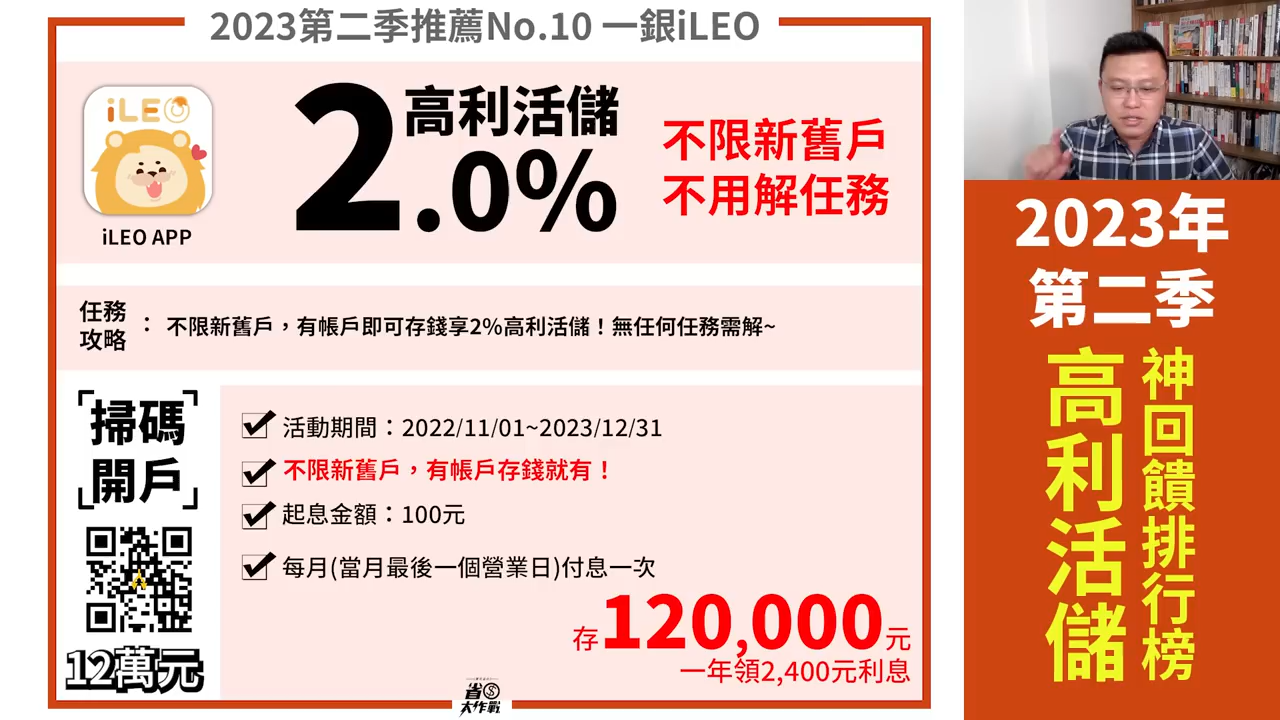 2023第二季推薦No.10 一銀iLEO
iLEO
iLEO APP
2.0%
高利活儲
不限新舊戶
不用解任務
任務攻略：
不限新舊戶，有帳戶即可存錢享2%高利活儲！無任何任務需解~
掃碼
開戶
12萬元
活動期間：2022/11/01~2023/12/31
不限新舊戶，有帳戶存錢就有！
起息金額：100元
每月(當月最後一個營業日)付息一次
存120,000元
一年領2,400元利息
省
大作戰
2023年
第二季
神回饋排行榜
高利活儲